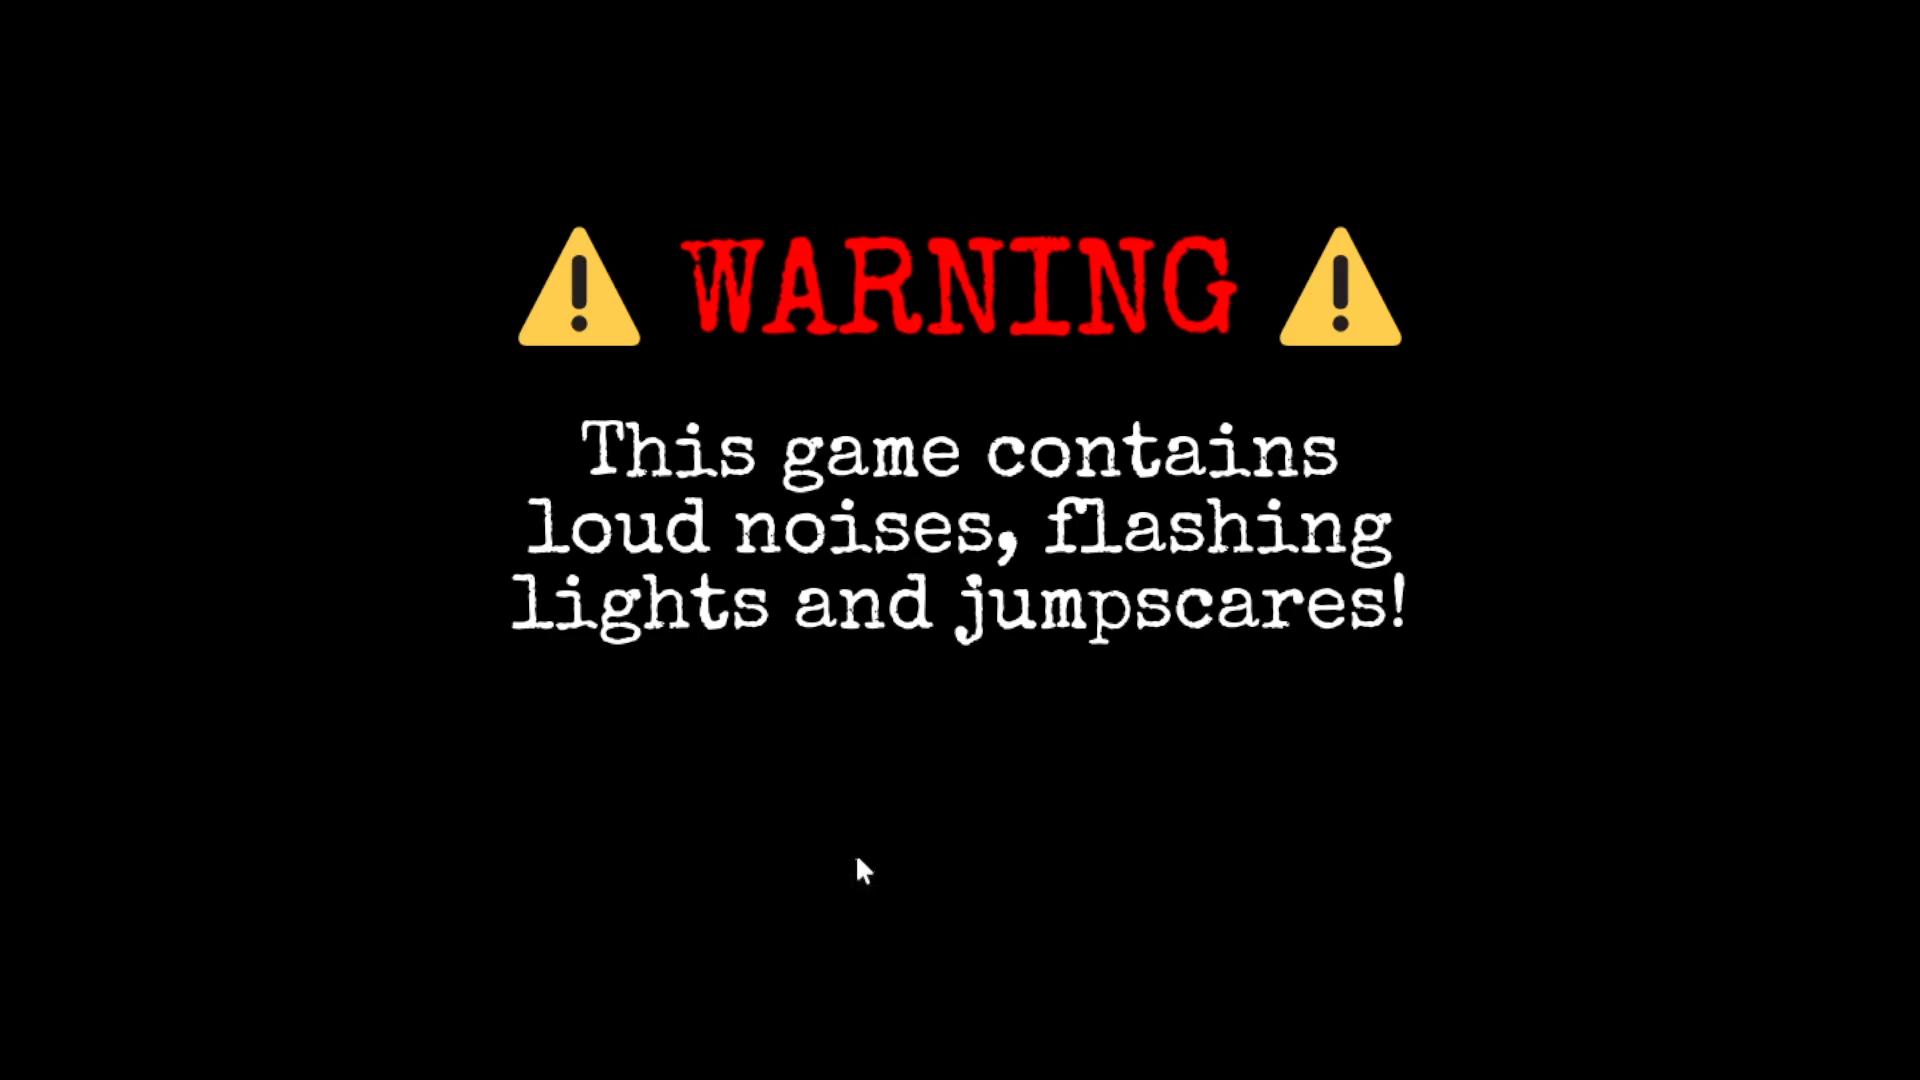 ⚠ WARNING ⚠
This game contains
loud noises, flashing
lights and jumpscares!